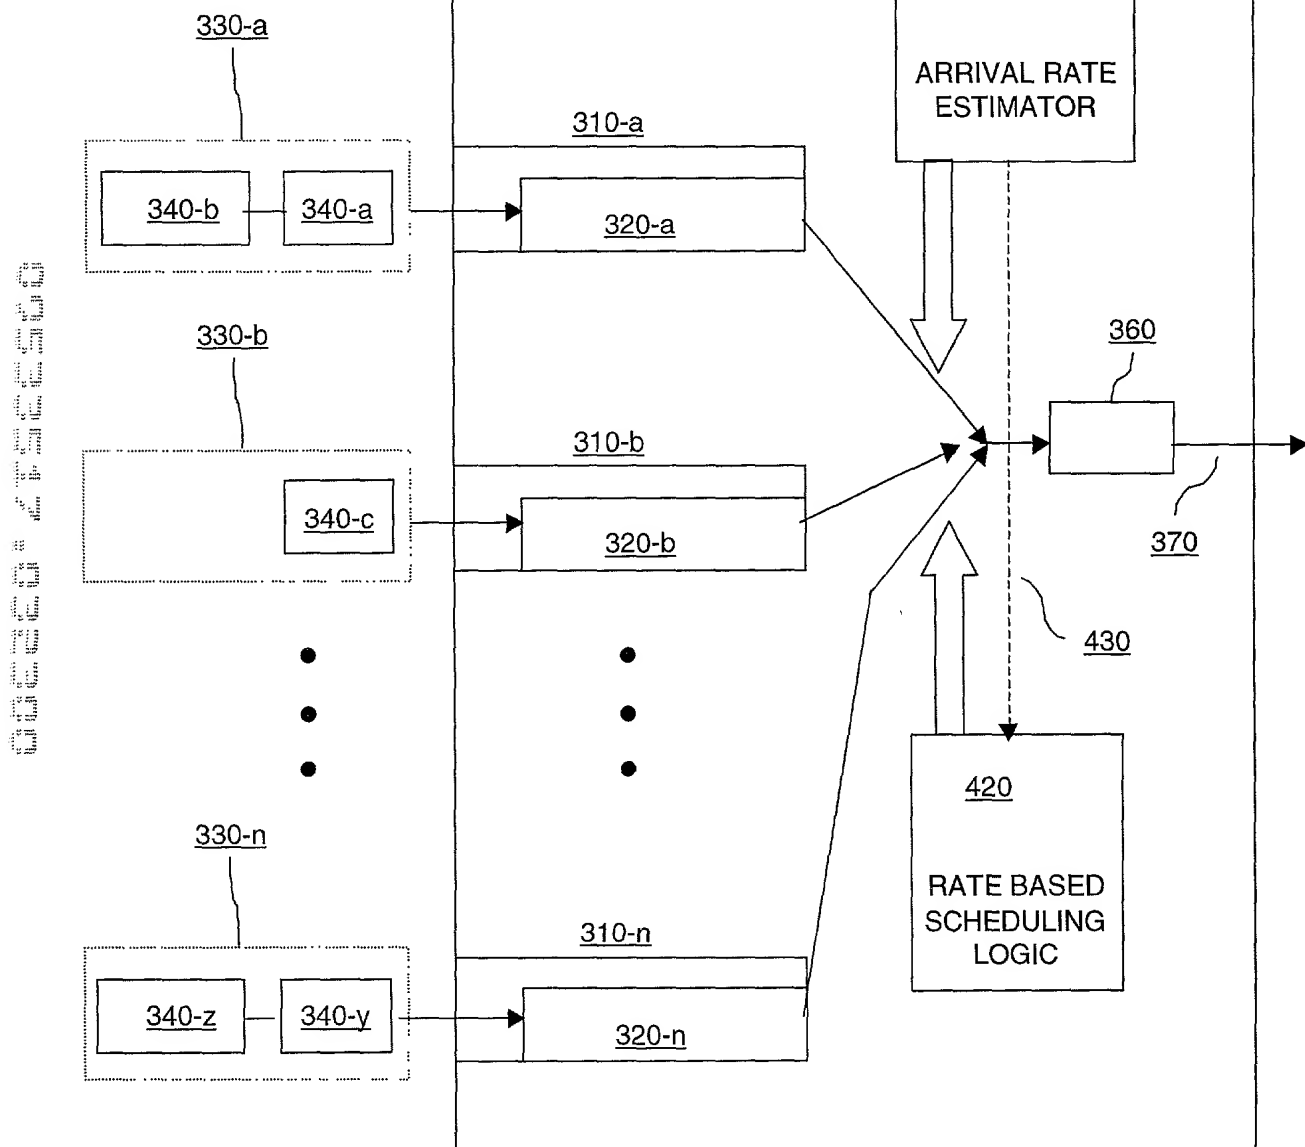 330-a
ARRIVAL RATE
ESTIMATOR
310-a
340-b
340-a
320-a
330-b
360
310-b
340-c
320-b
370
430
420
330-n
RATE BASED
SCHEDULING
LOGIC
310-n
340-z
340-y
320-n